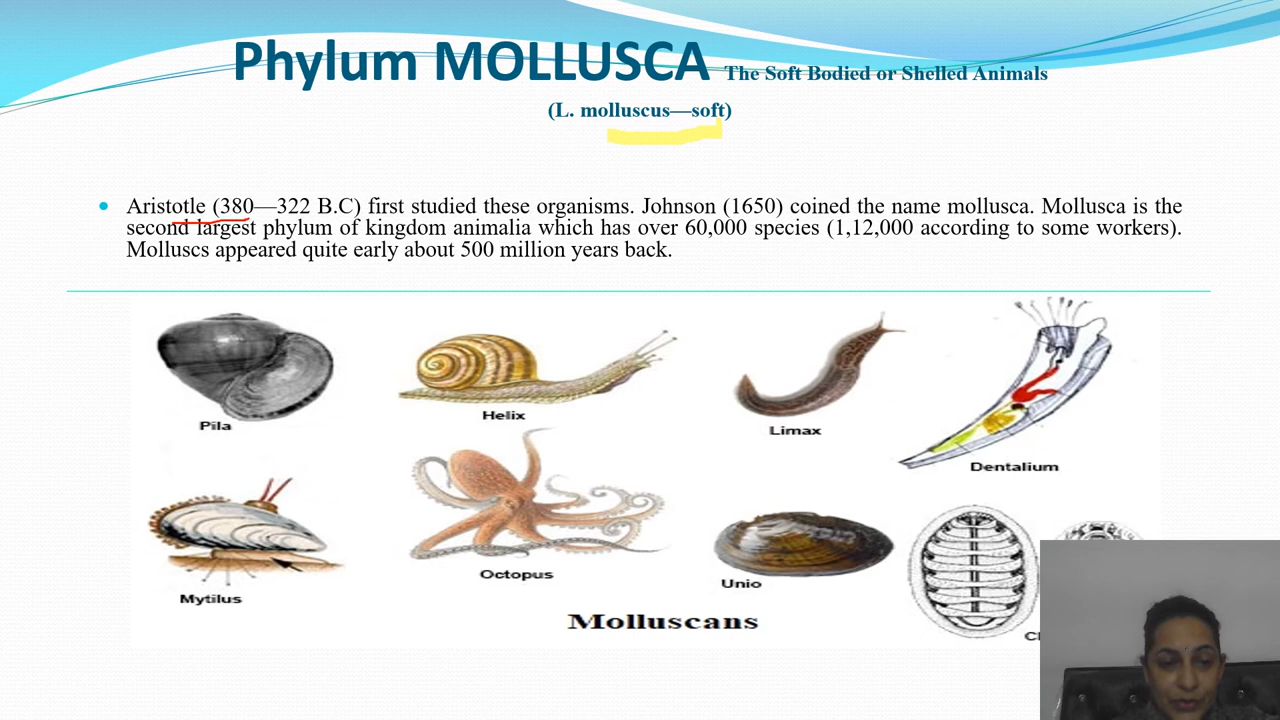 Phylum MOLLUSCA The Soft Bodied or Shelled Animals
(L. molluscus—soft)
Aristotle (380—322 B.C) first studied these organisms. Johnson (1650) coined the name mollusca. Mollusca is the
second largest phylum of kingdom animalia which has over 60,000 species (1,12,000 according to some workers).
Molluscs appeared quite early about 500 million years back.
Pila
Helix
Limax
Dentalium
Mytilus
Octopus
Unio
Molluscans